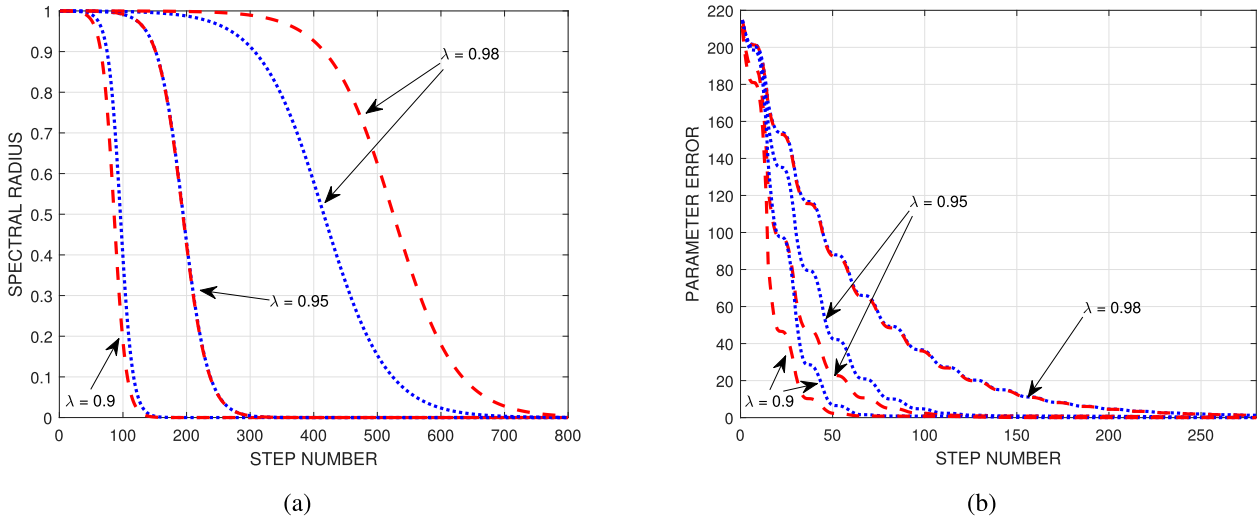 1
0.9
0.8
0.7
0.6
0.5
0.4
0.3
0.2
0.1
0
SPECTRAL RADIUS
λ = 0.98
λ = 0.95
λ = 0.9
0 100 200 300 400 500 600 700 800
STEP NUMBER
(a)
220
200
180
160
140
120
100
80
60
40
20
0
PARAMETER ERROR
λ = 0.95
λ = 0.98
λ = 0.9
0 50 100 150 200 250
STEP NUMBER
(b)